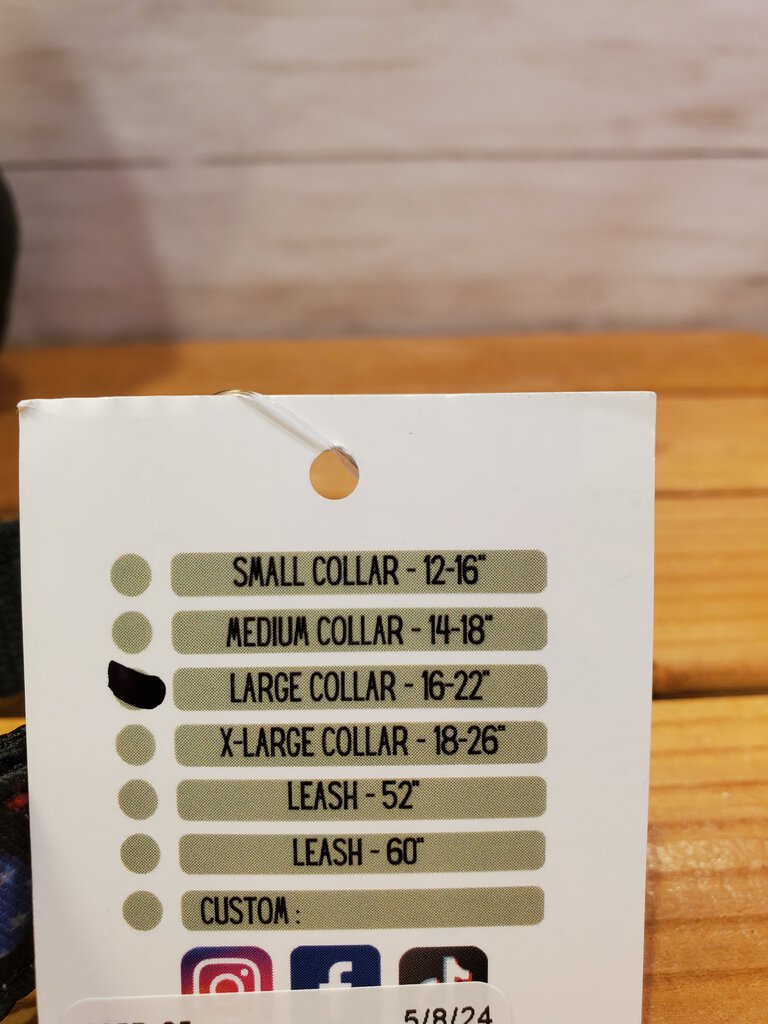 SMALL COLLAR - 12-16"
MEDIUM COLLAR - 14-18"
LARGE COLLAR - 16-22"
X-LARGE COLLAR - 18-26"
LEASH - 52"
LEASH - 60"
CUSTOM :
5/8/24